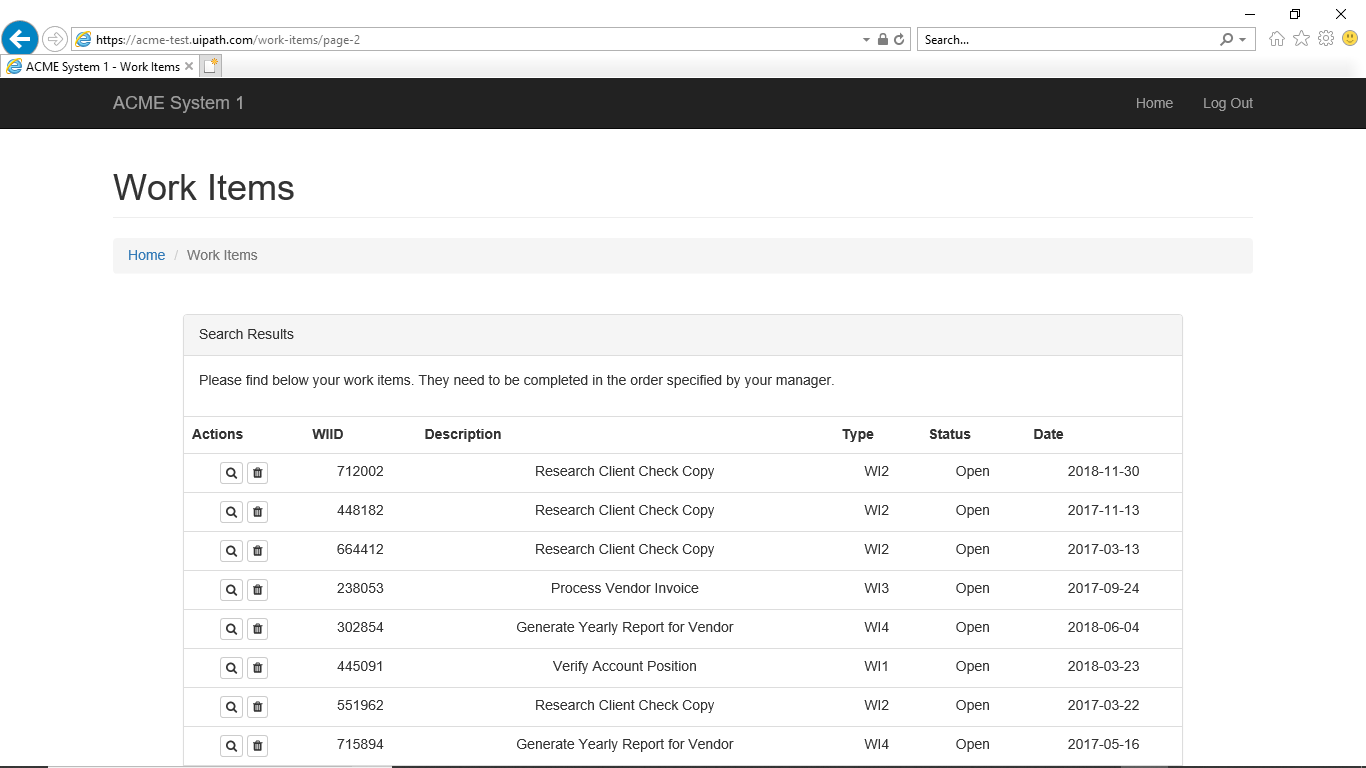 https://acme-test.uipath.com/work-items/page-2
Search...
ACME System 1 - Work Items
ACME System 1
Home
Log Out
Work Items
Home / Work Items
Search Results
Please find below your work items. They need to be completed in the order specified by your manager.
Actions WIID Description Type Status Date
712002 Research Client Check Copy WI2 Open 2018-11-30
448182 Research Client Check Copy WI2 Open 2017-11-13
664412 Research Client Check Copy WI2 Open 2017-03-13
238053 Process Vendor Invoice WI3 Open 2017-09-24
302854 Generate Yearly Report for Vendor WI4 Open 2018-06-04
445091 Verify Account Position WI1 Open 2018-03-23
551962 Research Client Check Copy WI2 Open 2017-03-22
715894 Generate Yearly Report for Vendor WI4 Open 2017-05-16